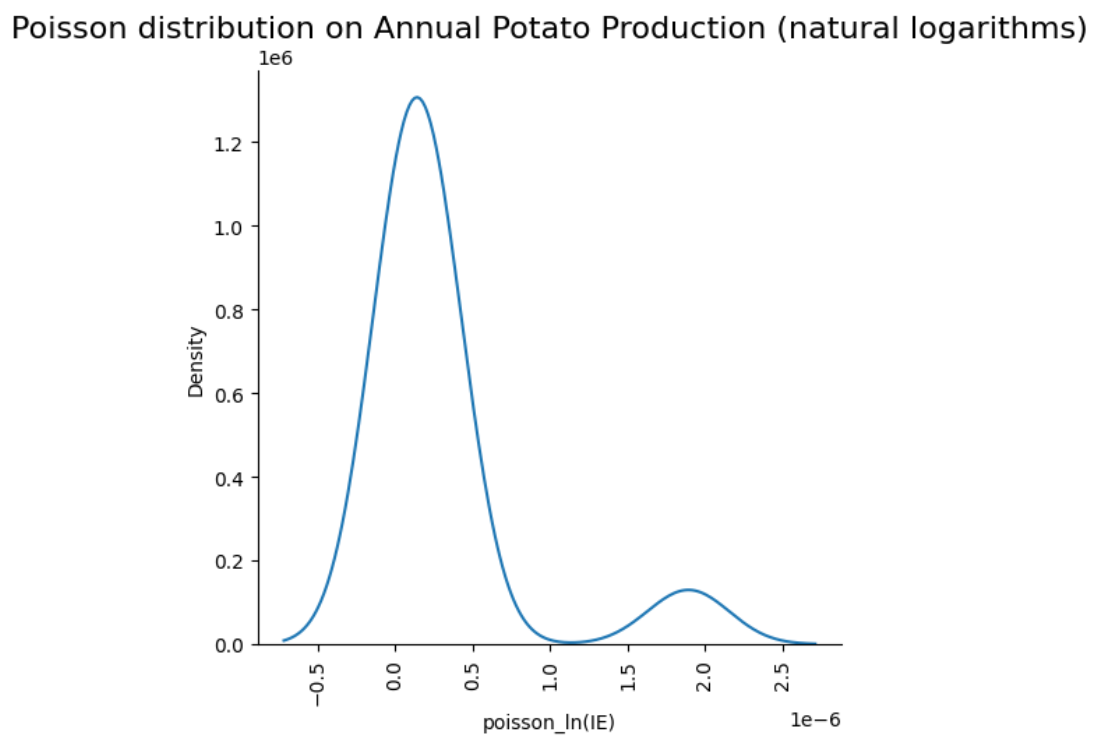 Poisson distribution on Annual Potato Production (natural logarithms)
1e6
1.2
1.0
0.8
0.6
0.4
0.2
0.0
Density
−0.5 0.0 0.5 1.0 1.5 2.0 2.5
1e−6
poisson_ln(IE)